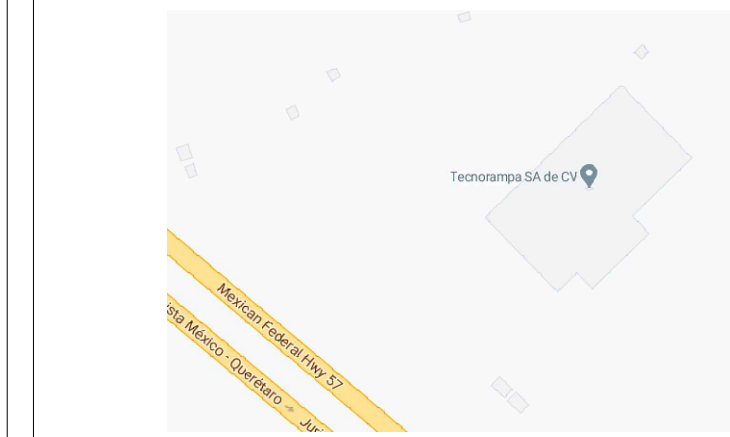 Tecnorampa SA de CV
Mexican Federal Hwy 57
ista México - Querétaro